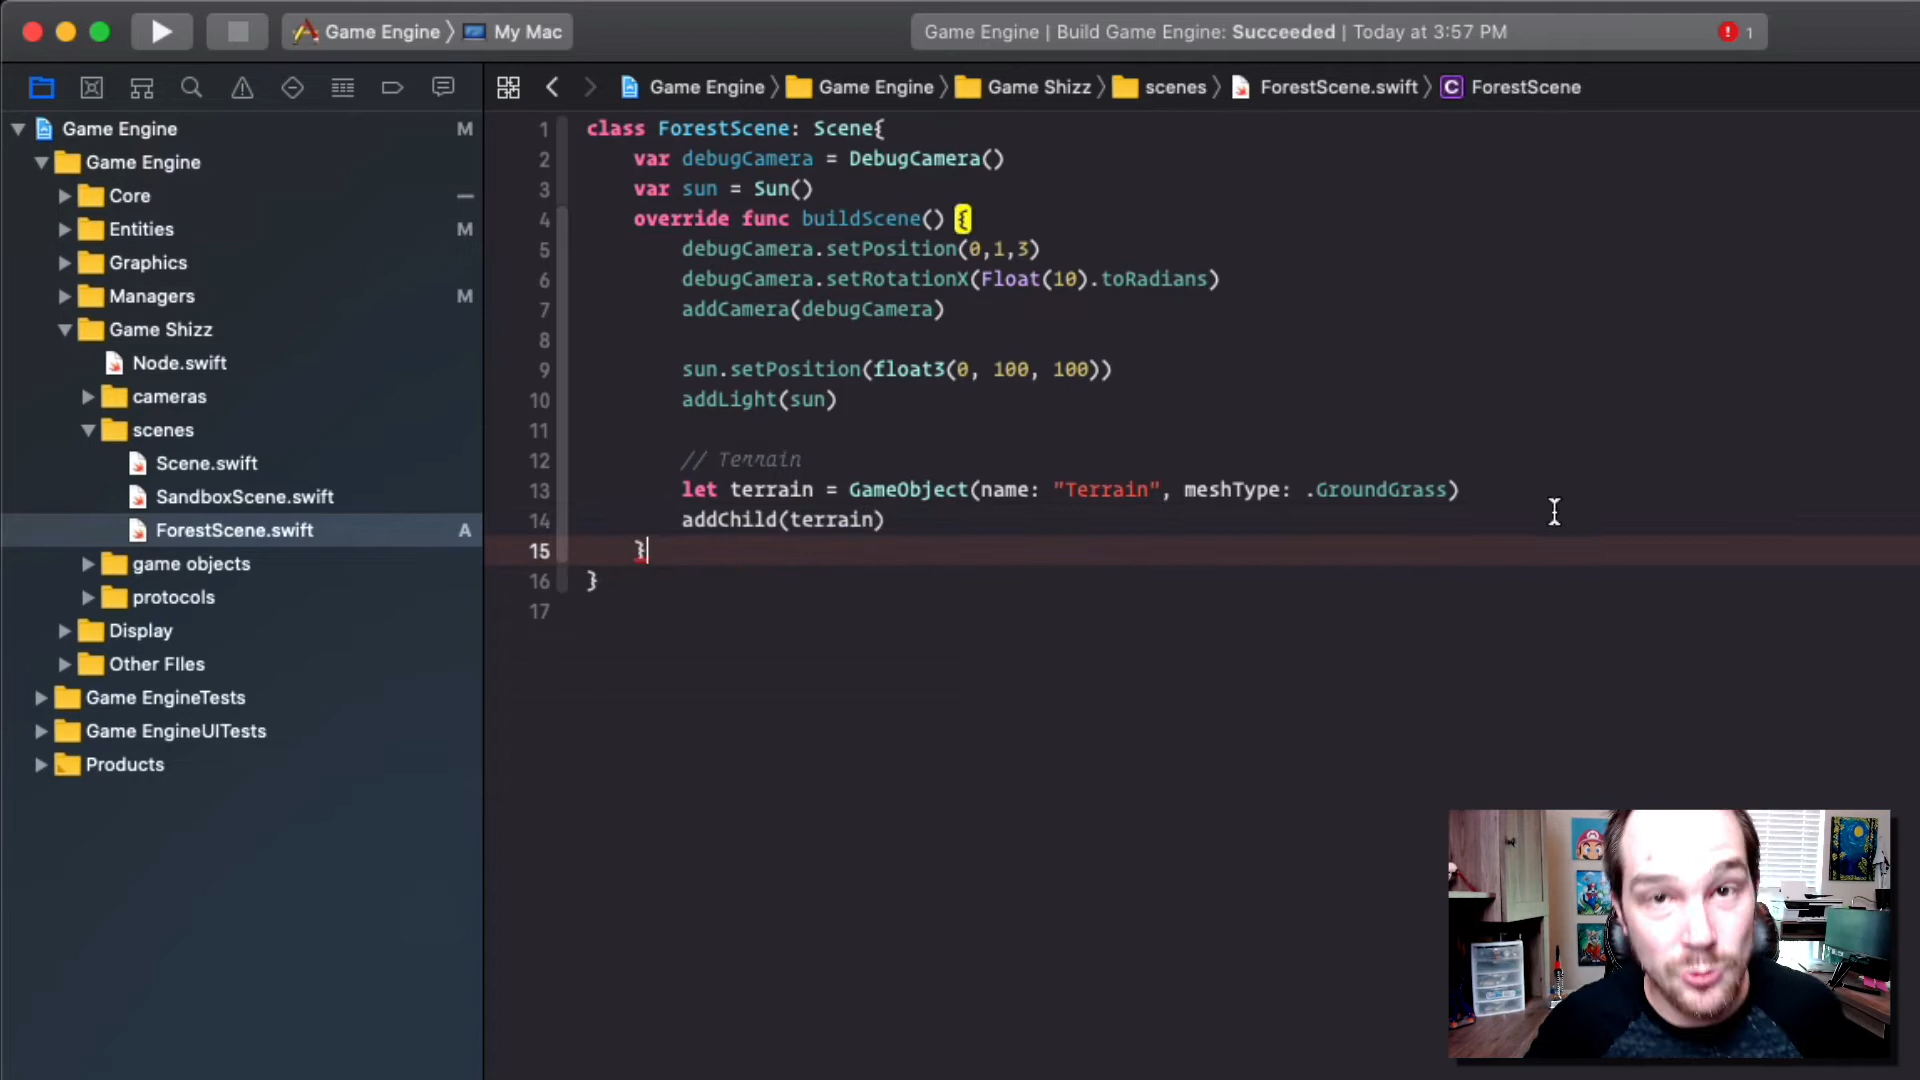 Game Engine 〉 My Mac
Game Engine | Build Game Engine: Succeeded | Today at 3:57 PM
1
Game Engine 〉 Game Engine 〉 Game Shizz 〉 scenes 〉 ForestScene.swift 〉 C ForestScene
Game Engine M
Game Engine
Core —
Entities M
Graphics
Managers M
Game Shizz
Node.swift
cameras
scenes
Scene.swift
SandboxScene.swift
ForestScene.swift A
game objects
protocols
Display
Other FIles
Game EngineTests
Game EngineUITests
Products
1 class ForestScene: Scene{
2 var debugCamera = DebugCamera()
3 var sun = Sun()
4 override func buildScene() {
5 debugCamera.setPosition(0,1,3)
6 debugCamera.setRotationX(Float(10).toRadians)
7 addCamera(debugCamera)
8
9 sun.setPosition(float3(0, 100, 100))
10 addLight(sun)
11
12 // Terrain
13 let terrain = GameObject(name: "Terrain", meshType: .GroundGrass)
14 addChild(terrain)
15 }
16 }
17